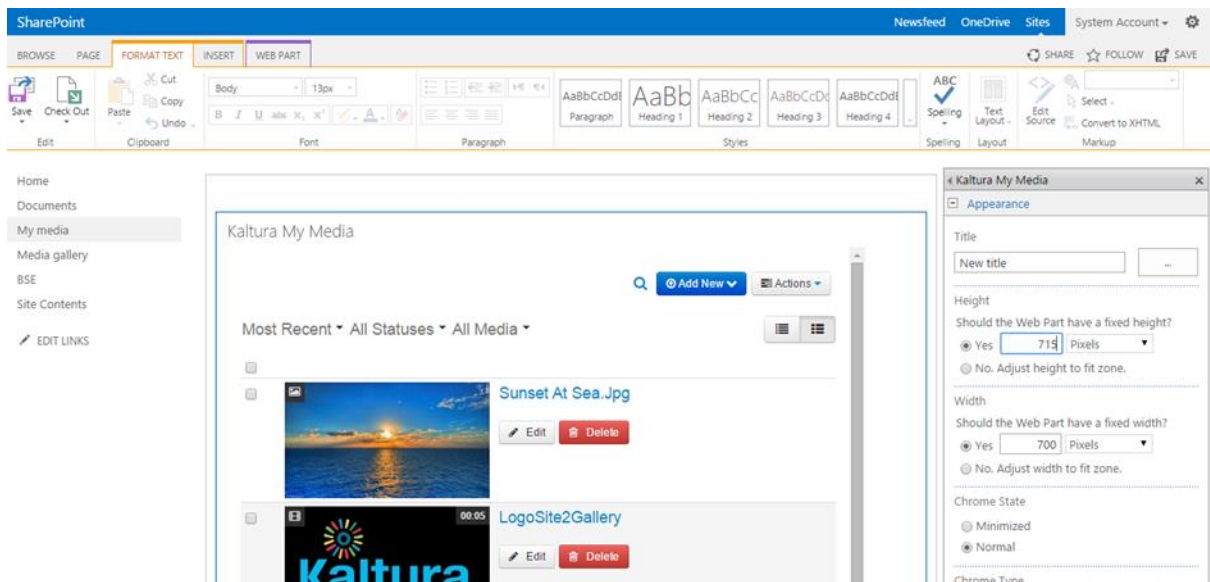 SharePoint Newsfeed OneDrive Sites System Account
BROWSE PAGE FORMAT TEXT INSERT WEB PART SHARE FOLLOW SAVE
Save Check Out Paste Cut Copy Undo
Body 13px
B I U abc x₂ x² A
AaBbCcDdE Paragraph
AaBb Heading 1
AaBbCc Heading 2
AaBbCcDc Heading 3
AaBbCcDdE Heading 4
ABC Spelling
Text Layout
Edit Source
Select
Convert to XHTML
Edit Clipboard Font Paragraph Styles Spelling Layout Markup
Home
Documents
My media
Media gallery
BSE
Site Contents
EDIT LINKS
Kaltura My Media
Add New Actions
Most Recent All Statuses All Media
Sunset At Sea.Jpg
Edit Delete
00:05 LogoSite2Gallery
Kaltura
Edit Delete
Kaltura My Media
Appearance
Title
New title ...
Height
Should the Web Part have a fixed height?
Yes 715 Pixels
No. Adjust height to fit zone.
Width
Should the Web Part have a fixed width?
Yes 700 Pixels
No. Adjust width to fit zone.
Chrome State
Minimized
Normal
Chrome Type